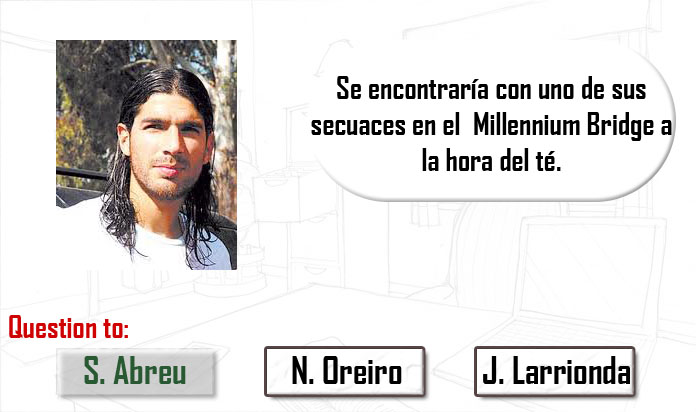 Se encontraría con uno de sus
secuaces en el Millennium Bridge a
la hora del té.
Question to:
S. Abreu
N. Oreiro
J. Larrionda